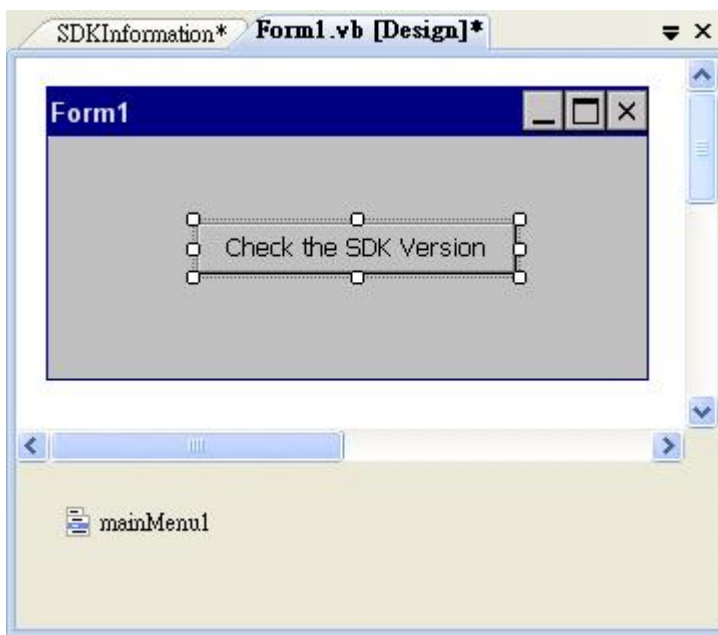 SDKInformation* Form1.vb [Design]*
Form1
Check the SDK Version
mainMenu1